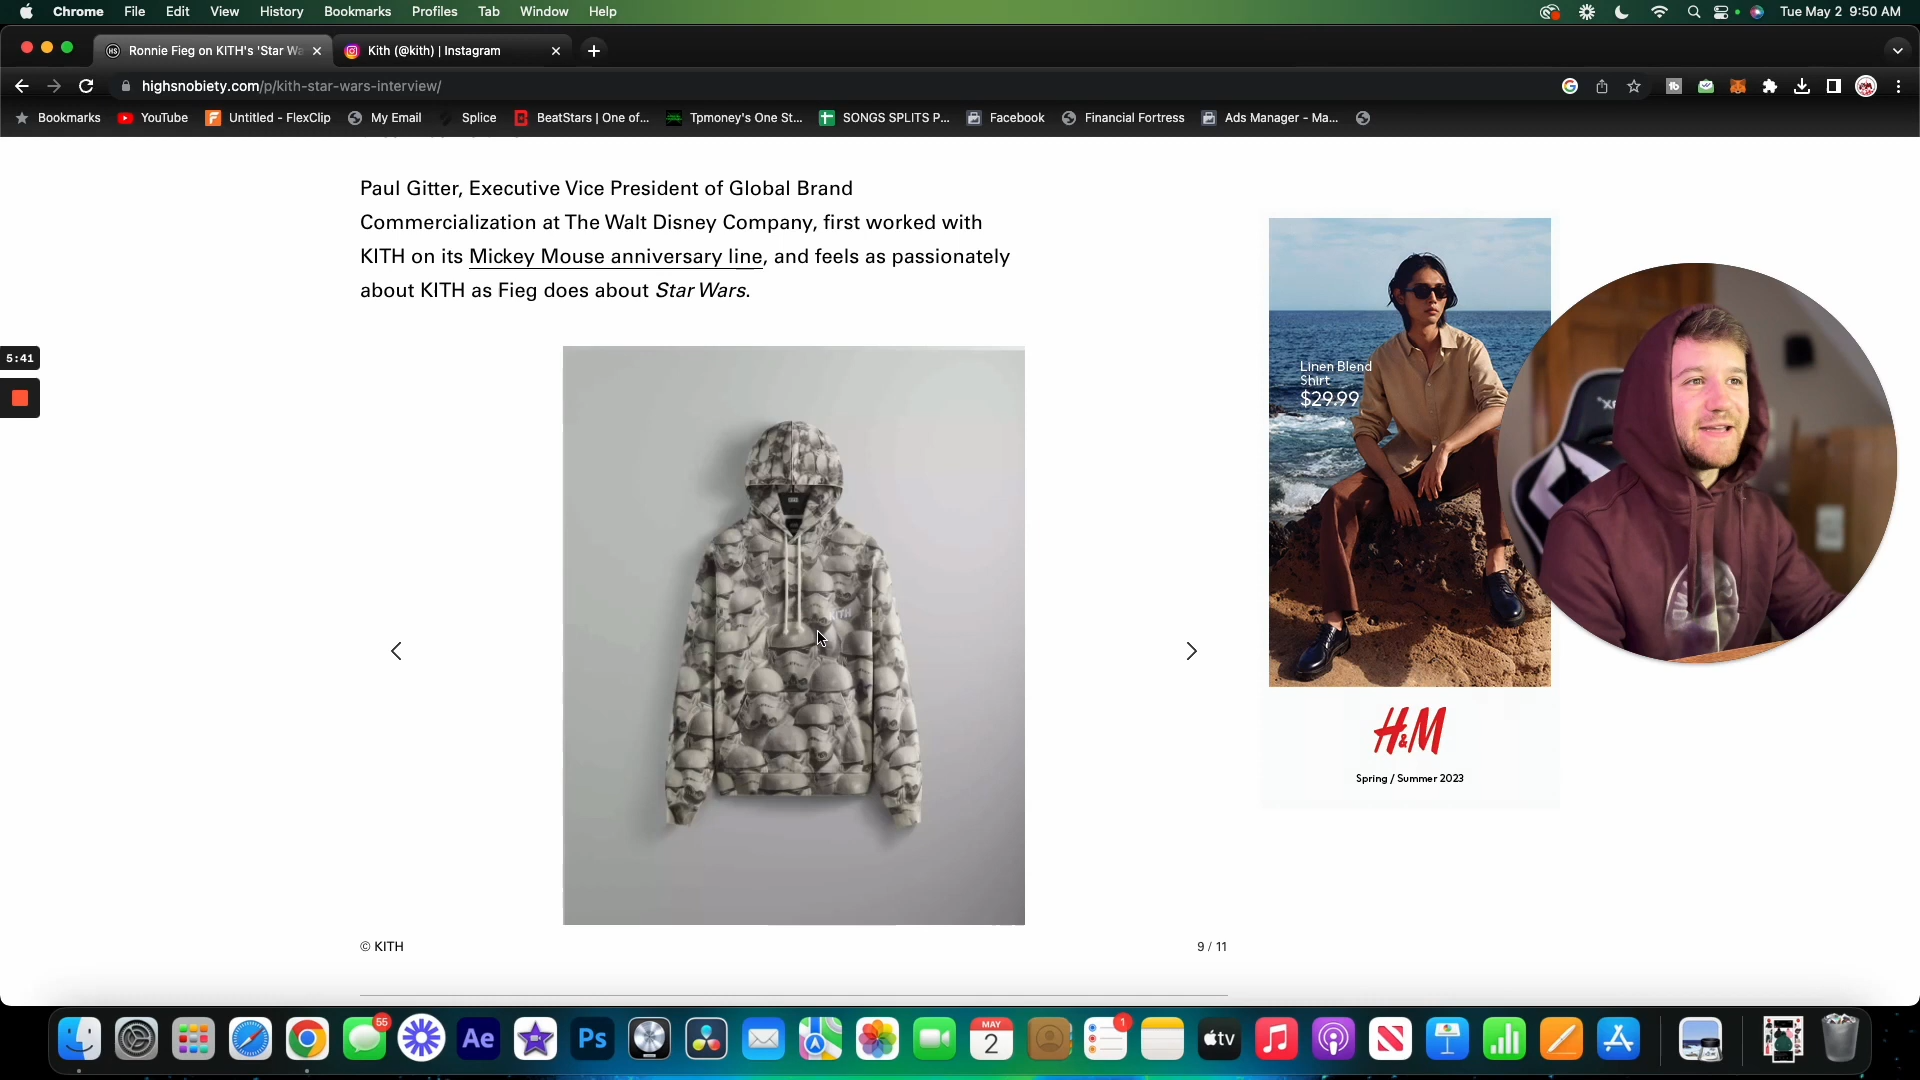 Chrome File Edit View History Bookmarks Profiles Tab Window Help Tue May 2 9:50 AM
Ronnie Fieg on KITH's 'Star Wa Kith (@kith) | Instagram
highsnobiety.com/p/kith-star-wars-interview/
Bookmarks YouTube Untitled - FlexClip My Email Splice BeatStars | One of... Tpmoney's One St... SONGS SPLITS P... Facebook Financial Fortress Ads Manager - Ma...
Paul Gitter, Executive Vice President of Global Brand
Commercialization at The Walt Disney Company, first worked with
KITH on its Mickey Mouse anniversary line, and feels as passionately
about KITH as Fieg does about Star Wars.
5:41
Linen Blend
Shirt
$29.99
KITH
H&M
Spring / Summer 2023
© KITH
9 / 11
55
Ae
Ps
MAY
2
1
tv